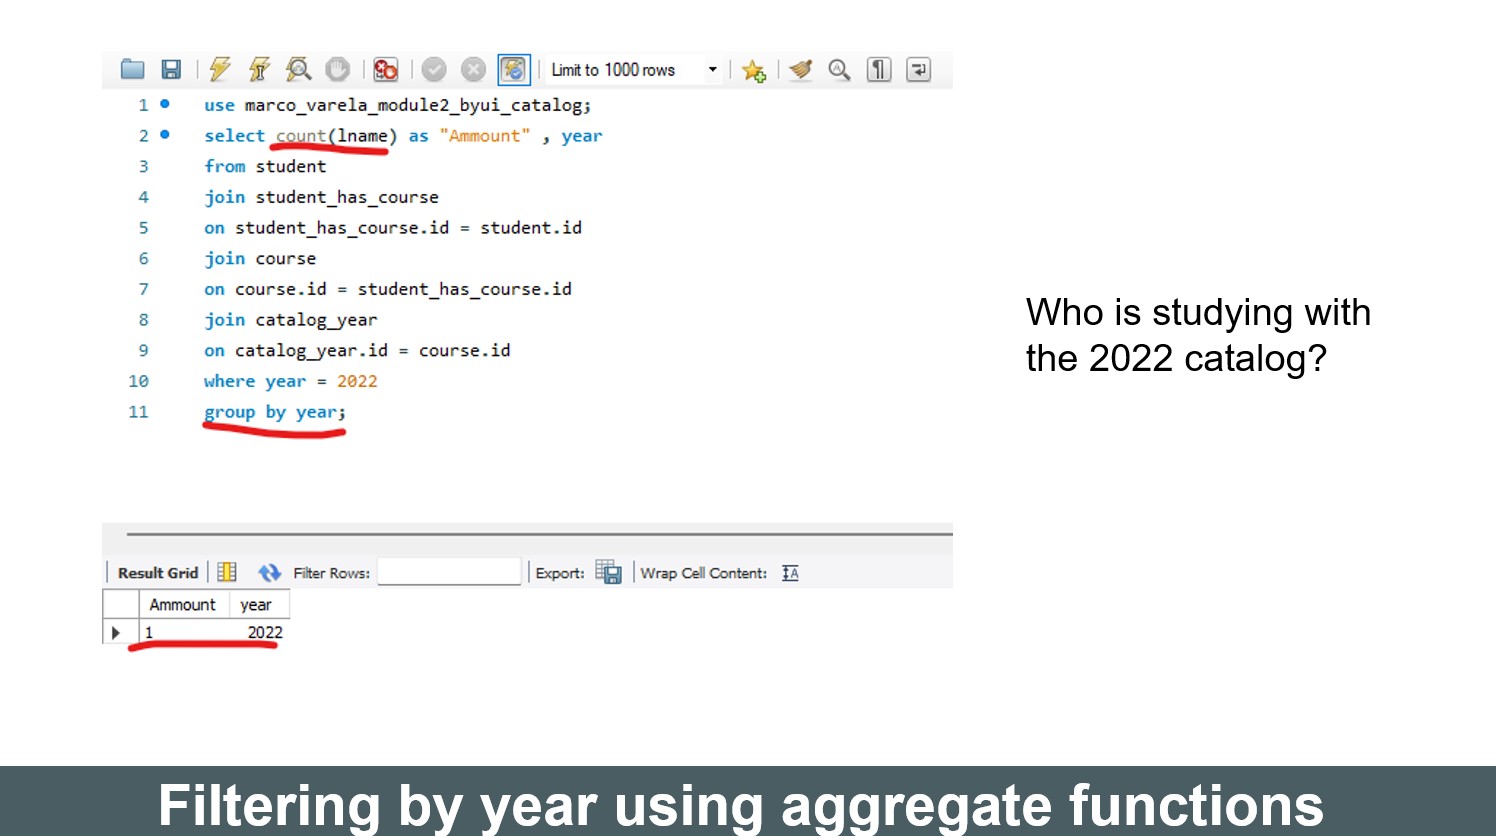 Limit to 1000 rows
1 use marco_varela_module2_byui_catalog;
2 select count(lname) as "Ammount" , year
3 from student
4 join student_has_course
5 on student_has_course.id = student.id
6 join course
7 on course.id = student_has_course.id
8 join catalog_year
9 on catalog_year.id = course.id
10 where year = 2022
11 group by year;
Who is studying with
the 2022 catalog?
Result Grid Filter Rows: Export: Wrap Cell Content: IA
Ammount year
1 2022
Filtering by year using aggregate functions